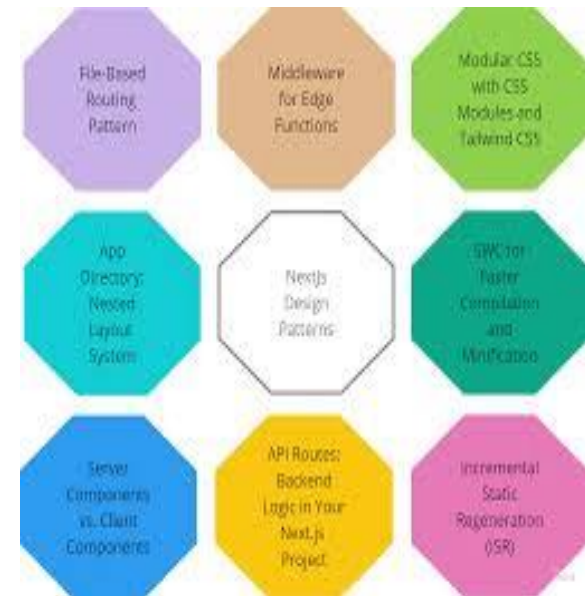 File-Based
Routing
Pattern
Middleware
for Edge
Functions
Modular CSS
with CSS
Modules and
Tailwind CSS
App
Directory:
Nested
Layout
System
NextJs
Design
Patterns
SWC for
Faster
Compilation
and
Minification
Server
Components
vs. Client
Components
API Routes:
Backend
Logic in Your
Next.js
Project
Incremental
Static
Regeneration
(ISR)